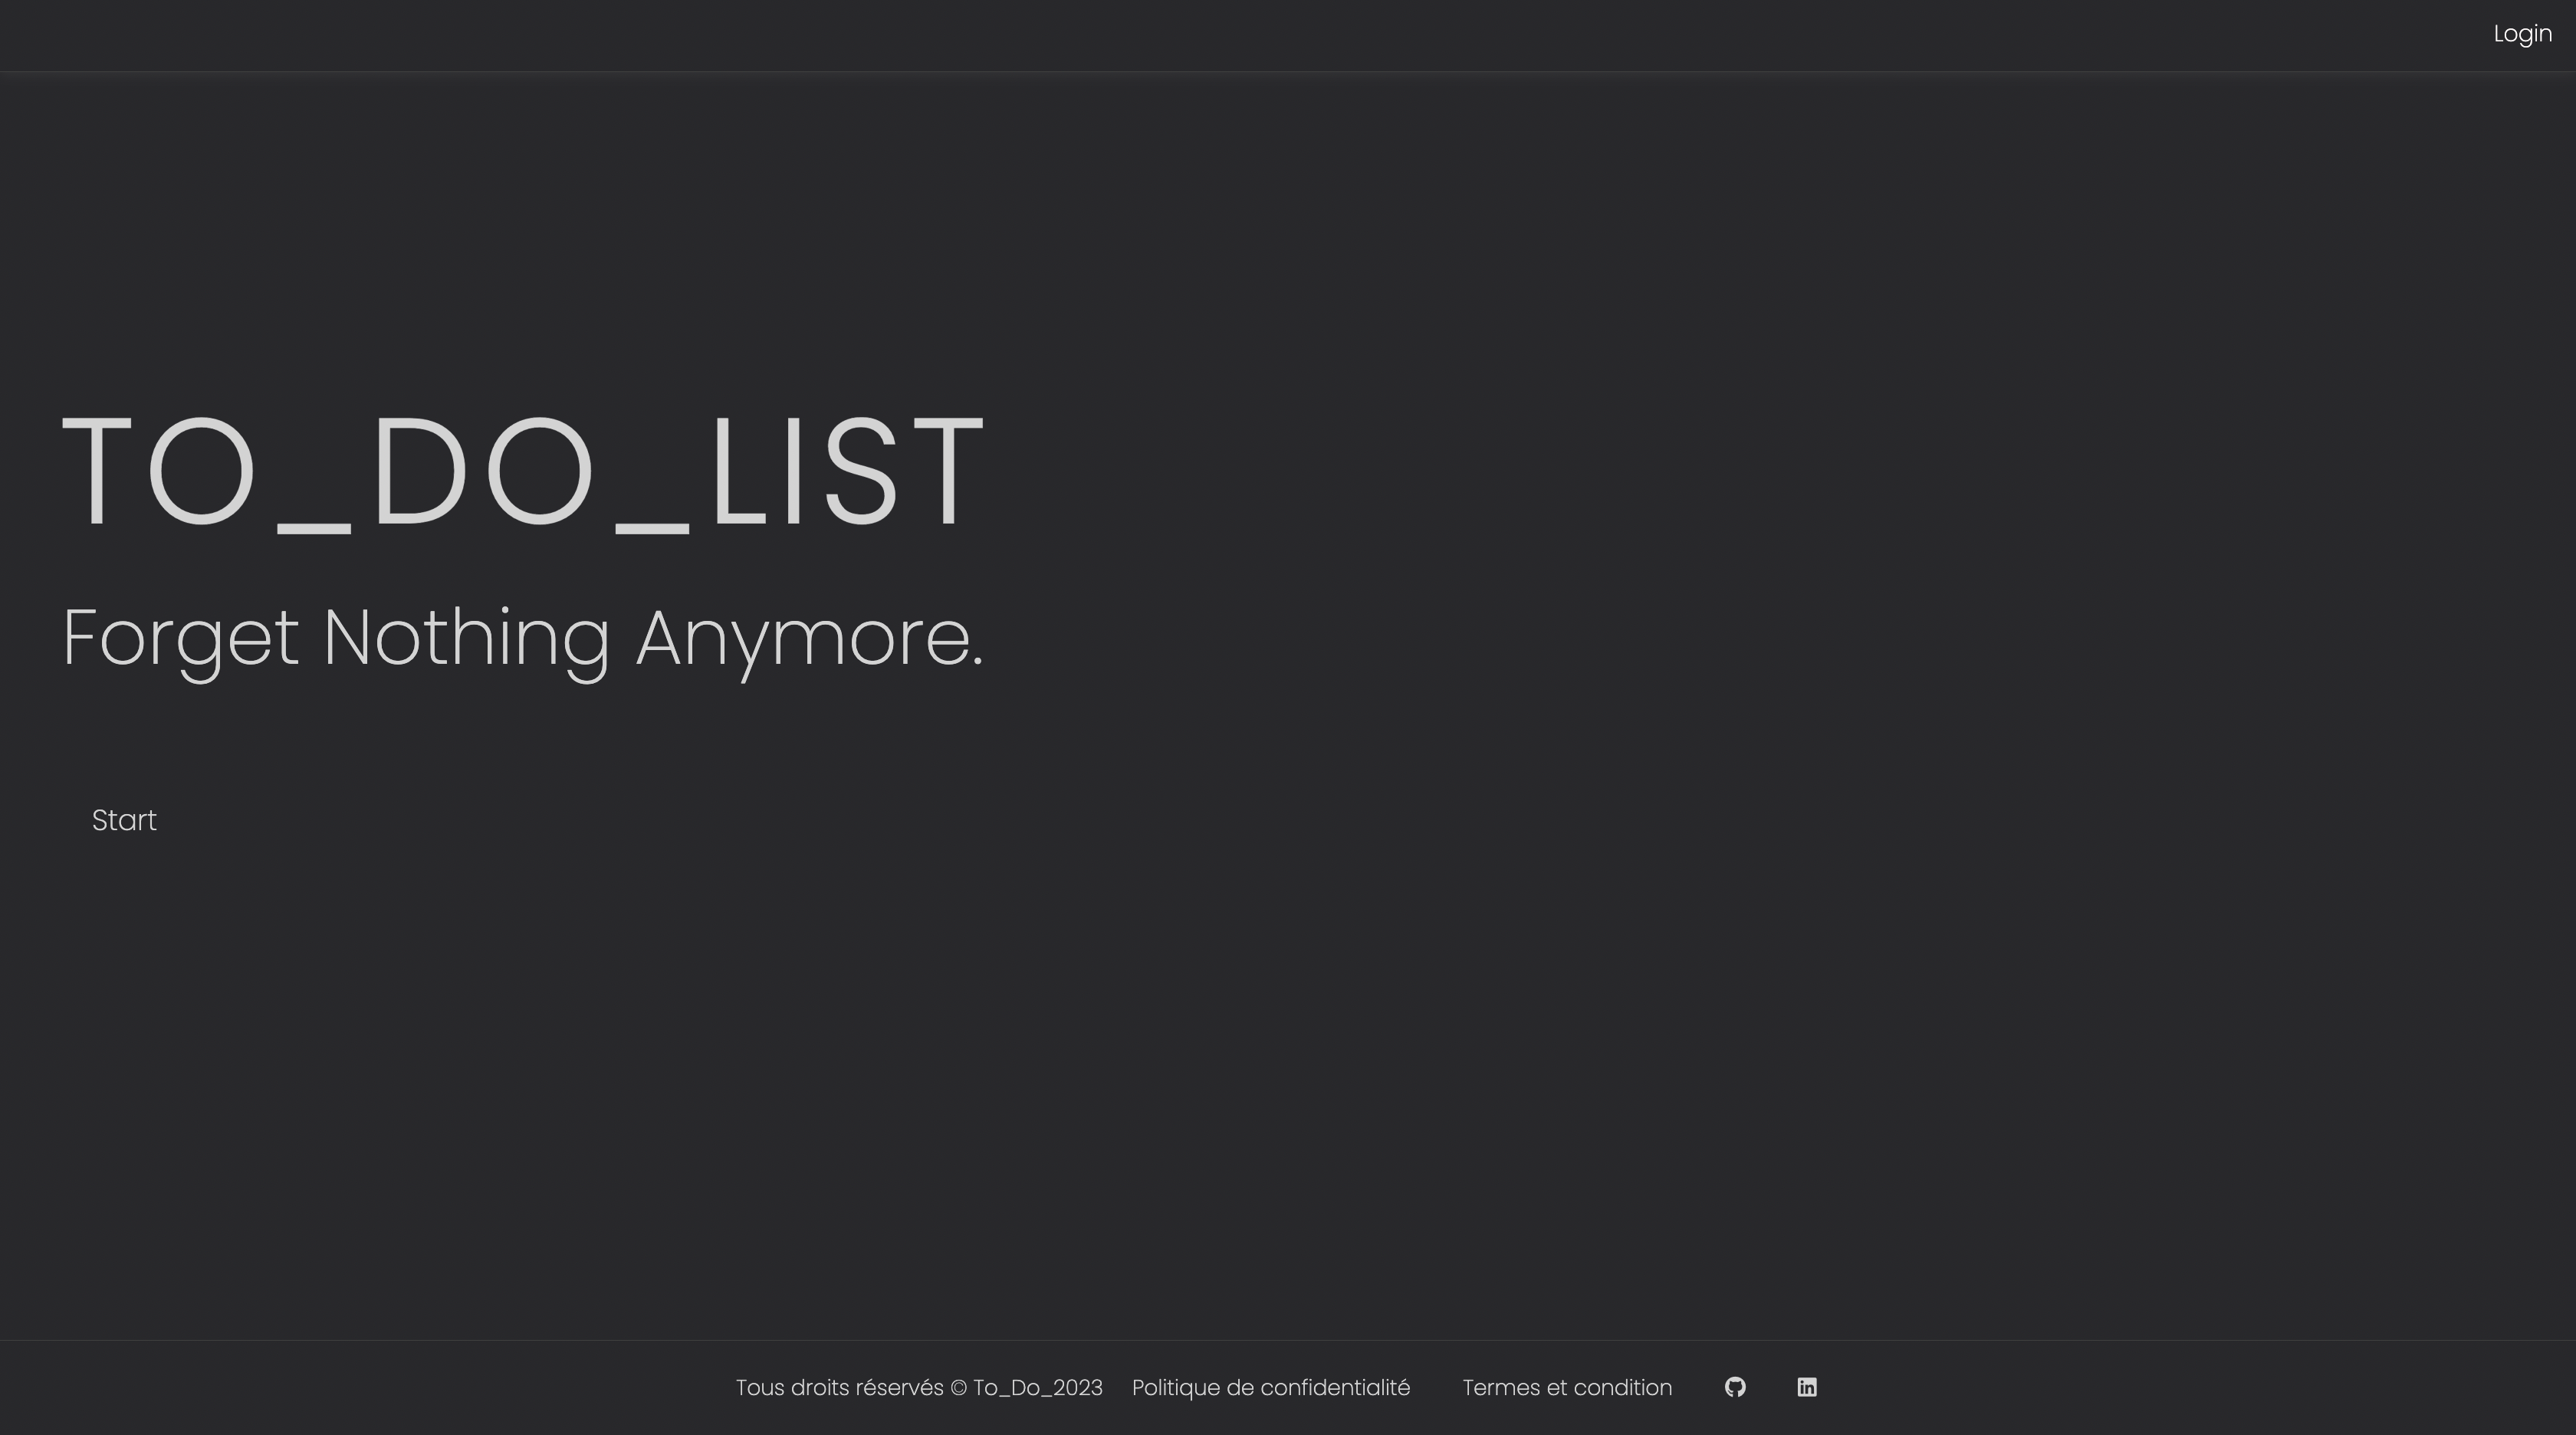 Login
TO_DO_LIST
Forget Nothing Anymore.
Start
Tous droits réservés © To_Do_2023 Politique de confidentialité Termes et condition